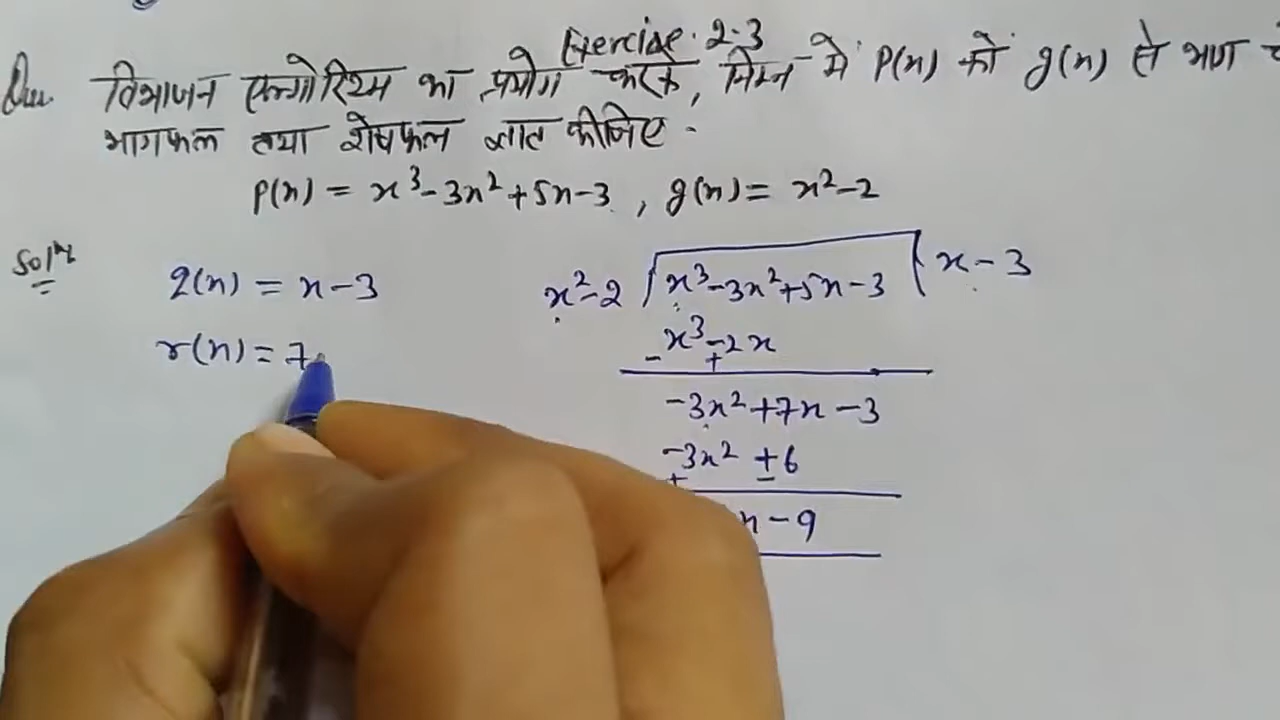 Exercise. 2.3
Que. विभाजन एल्गोरिथ्म का प्रयोग करके, निम्न में P(x) को g(x) से भाग
भागफल तथा शेषफल ज्ञात कीजिए.
P(x) = x³-3x²+5x-3, g(x) = x²-2
Solⁿ
q(x) = x-3
r(x) = 7
x²-2 x³-3x²+5x-3 x-3
x³-2x
- +
-3x²+7x-3
-3x² +6
+ -
x-9